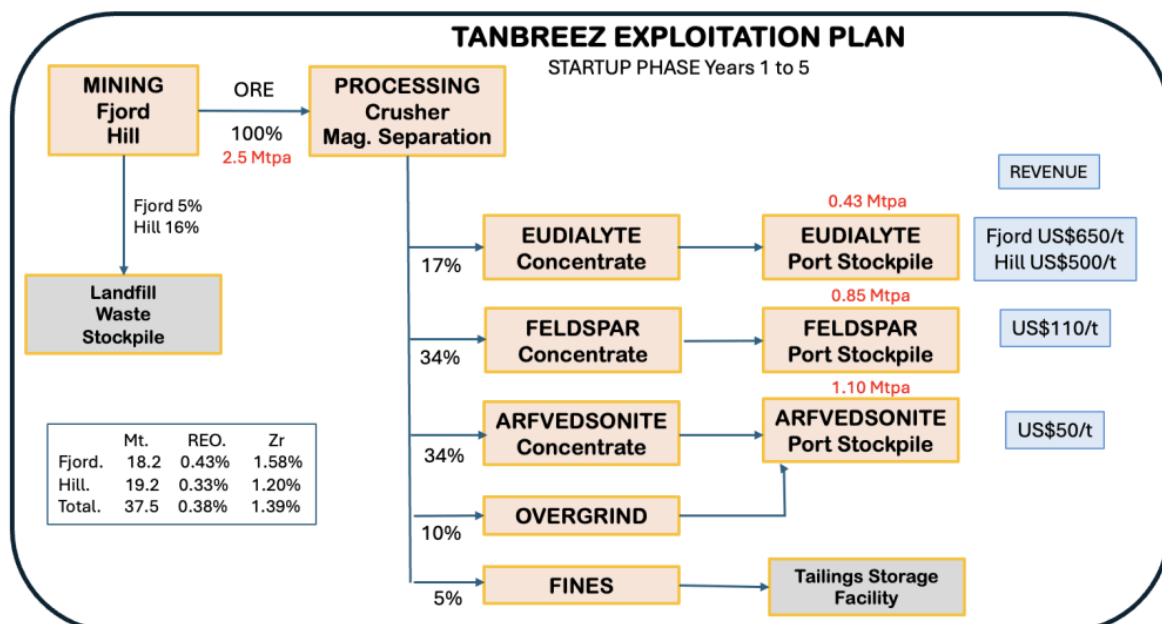 TANBREEZ EXPLOITATION PLAN
STARTUP PHASE Years 1 to 5
MINING
Fjord
Hill
ORE
100%
2.5 Mtpa
PROCESSING
Crusher
Mag. Separation
Fjord 5%
Hill 16%
Landfill
Waste
Stockpile
REVENUE
17%
EUDIALYTE
Concentrate
0.43 Mtpa
EUDIALYTE
Port Stockpile
Fjord US$650/t
Hill US$500/t
34%
FELDSPAR
Concentrate
0.85 Mtpa
FELDSPAR
Port Stockpile
US$110/t
34%
ARFVEDSONITE
Concentrate
1.10 Mtpa
ARFVEDSONITE
Port Stockpile
US$50/t
10%
OVERGRIND
5%
FINES
Tailings Storage
Facility
Mt. REO. Zr
Fjord. 18.2 0.43% 1.58%
Hill. 19.2 0.33% 1.20%
Total. 37.5 0.38% 1.39%